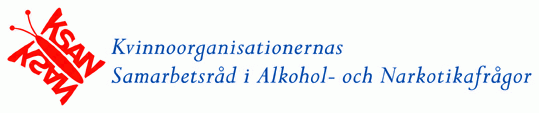 KSAN
KSAN
Kvinnoorganisationernas
Samarbetsråd i Alkohol- och Narkotikafrågor